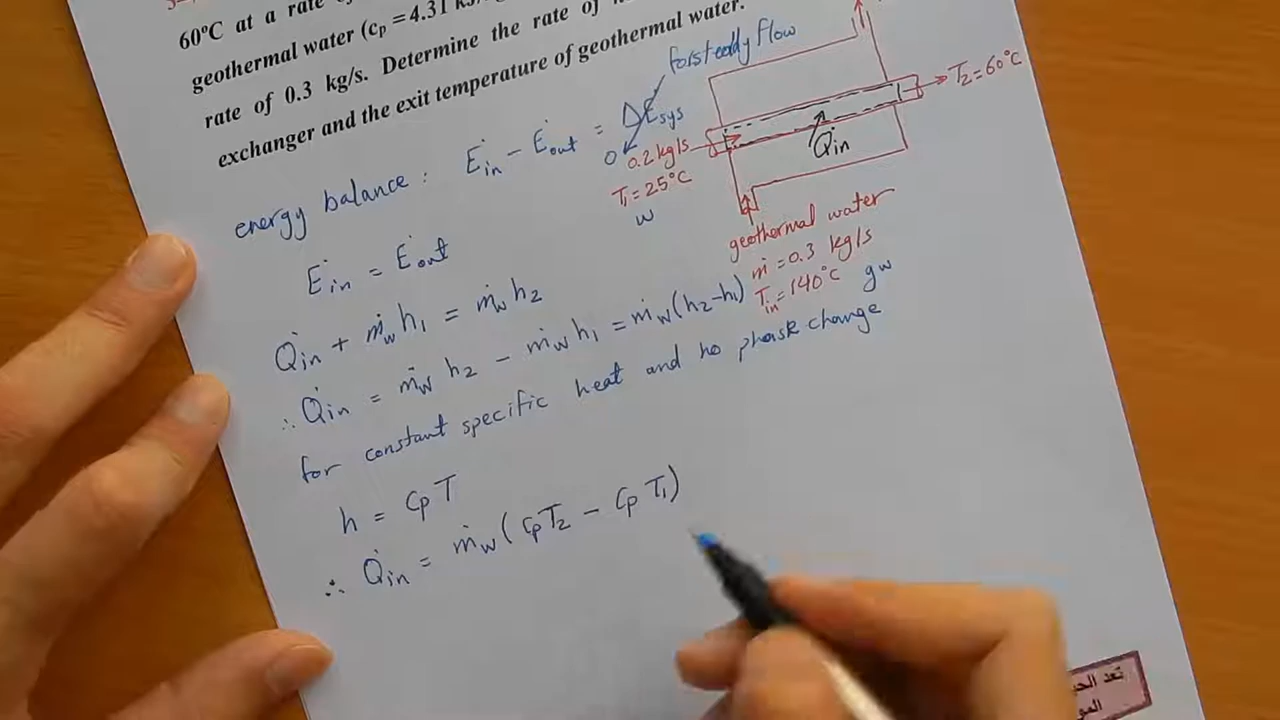 60°C at a rate
geothermal water (cp = 4.31
rate of 0.3 kg/s. Determine the rate of
exchanger and the exit temperature of geothermal water.
for steady flow
energy balance : Ėin - Ėout = ΔĖsys
0
0.2 kg/s
T1 = 25°C
w
T2 = 60°C
Q̇in
geothermal water
ṁ = 0.3 kg/s
Tin = 140°C gw
Ėin = Ėout
Q̇in + ṁw h1 = ṁw h2
∴ Q̇in = ṁw h2 - ṁw h1 = ṁw (h2-h1)
for constant specific heat and no phase change
h = Cp T
∴ Q̇in = ṁw ( Cp T2 - Cp T1 )